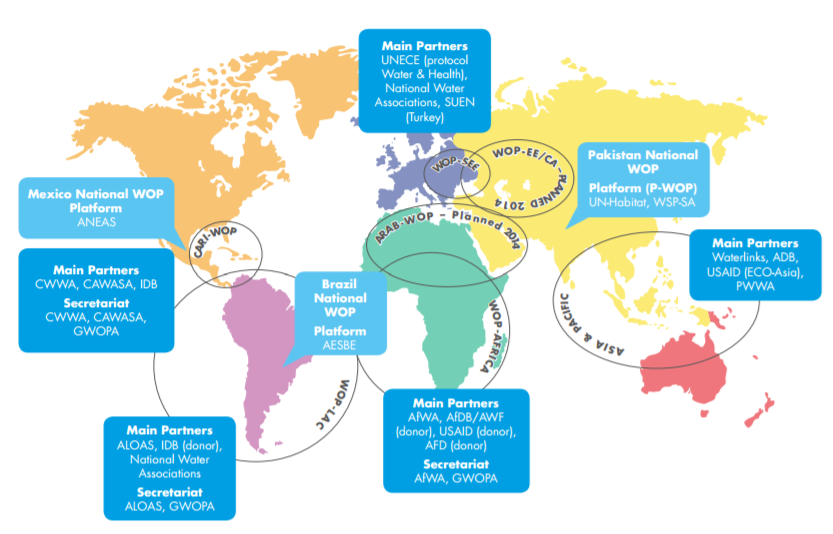 Main Partners
UNECE (protocol
Water & Health),
National Water
Associations, SUEN
(Turkey)
WOP-SEE
WOP-EE/CA–PLANNED 2014
Pakistan National
WOP
Platform (P-WOP)
UN-Habitat, WSP-SA
Mexico National WOP
Platform
ANEAS
CARI-WOP
ARAB-WOP – Planned 2014
Main Partners
Waterlinks, ADB,
USAID (ECO-Asia),
PWWA
Main Partners
CWWA, CAWASA, IDB
Secretariat
CWWA, CAWASA,
GWOPA
Brazil
National
WOP
Platform
AESBE
WOP-AFRICA
ASIA & PACIFIC
WOP-LAC
Main Partners
AfWA, AfDB/AWF
(donor), USAID (donor),
AFD (donor)
Secretariat
AfWA, GWOPA
Main Partners
ALOAS, IDB (donor),
National Water
Associations
Secretariat
ALOAS, GWOPA